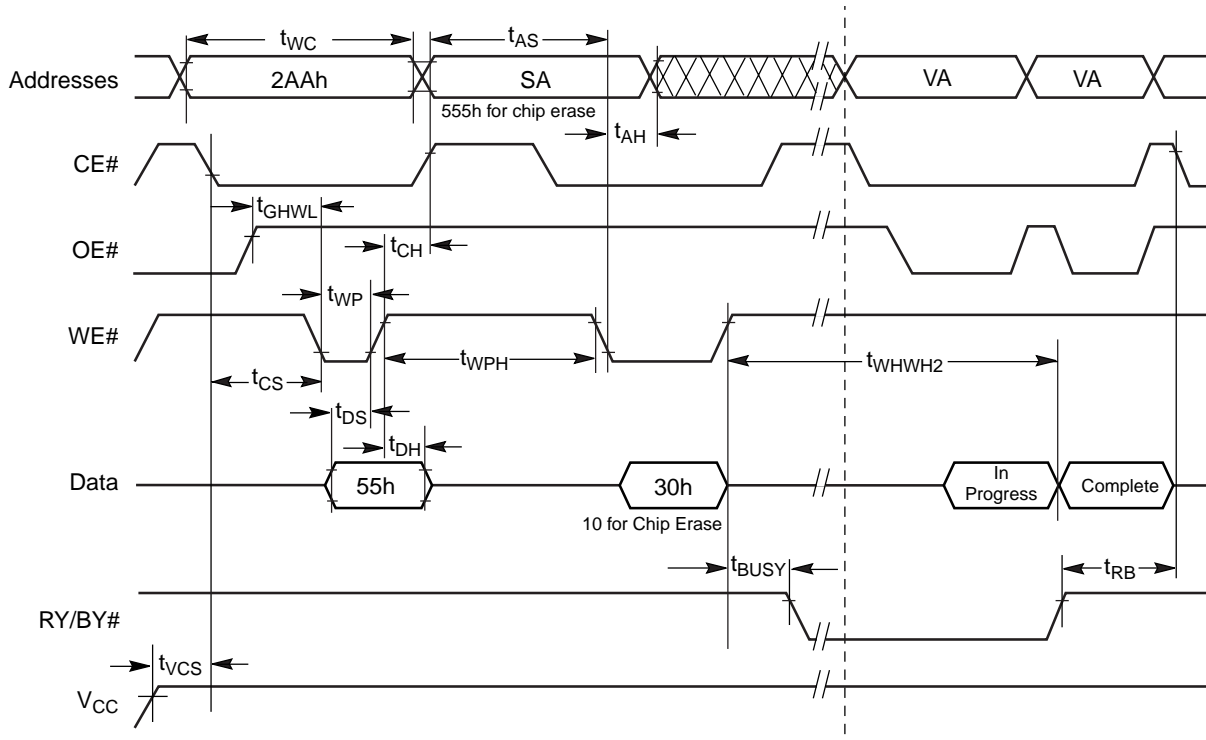 tWC
tAS
Addresses
2AAh
SA
VA
VA
555h for chip erase
tAH
CE#
tGHWL
OE#
tCH
tWP
WE#
tWPH
tWHWH2
tCS
tDS
tDH
Data
55h
30h
In
Progress
Complete
10 for Chip Erase
tBUSY
tRB
RY/BY#
tVCS
VCC